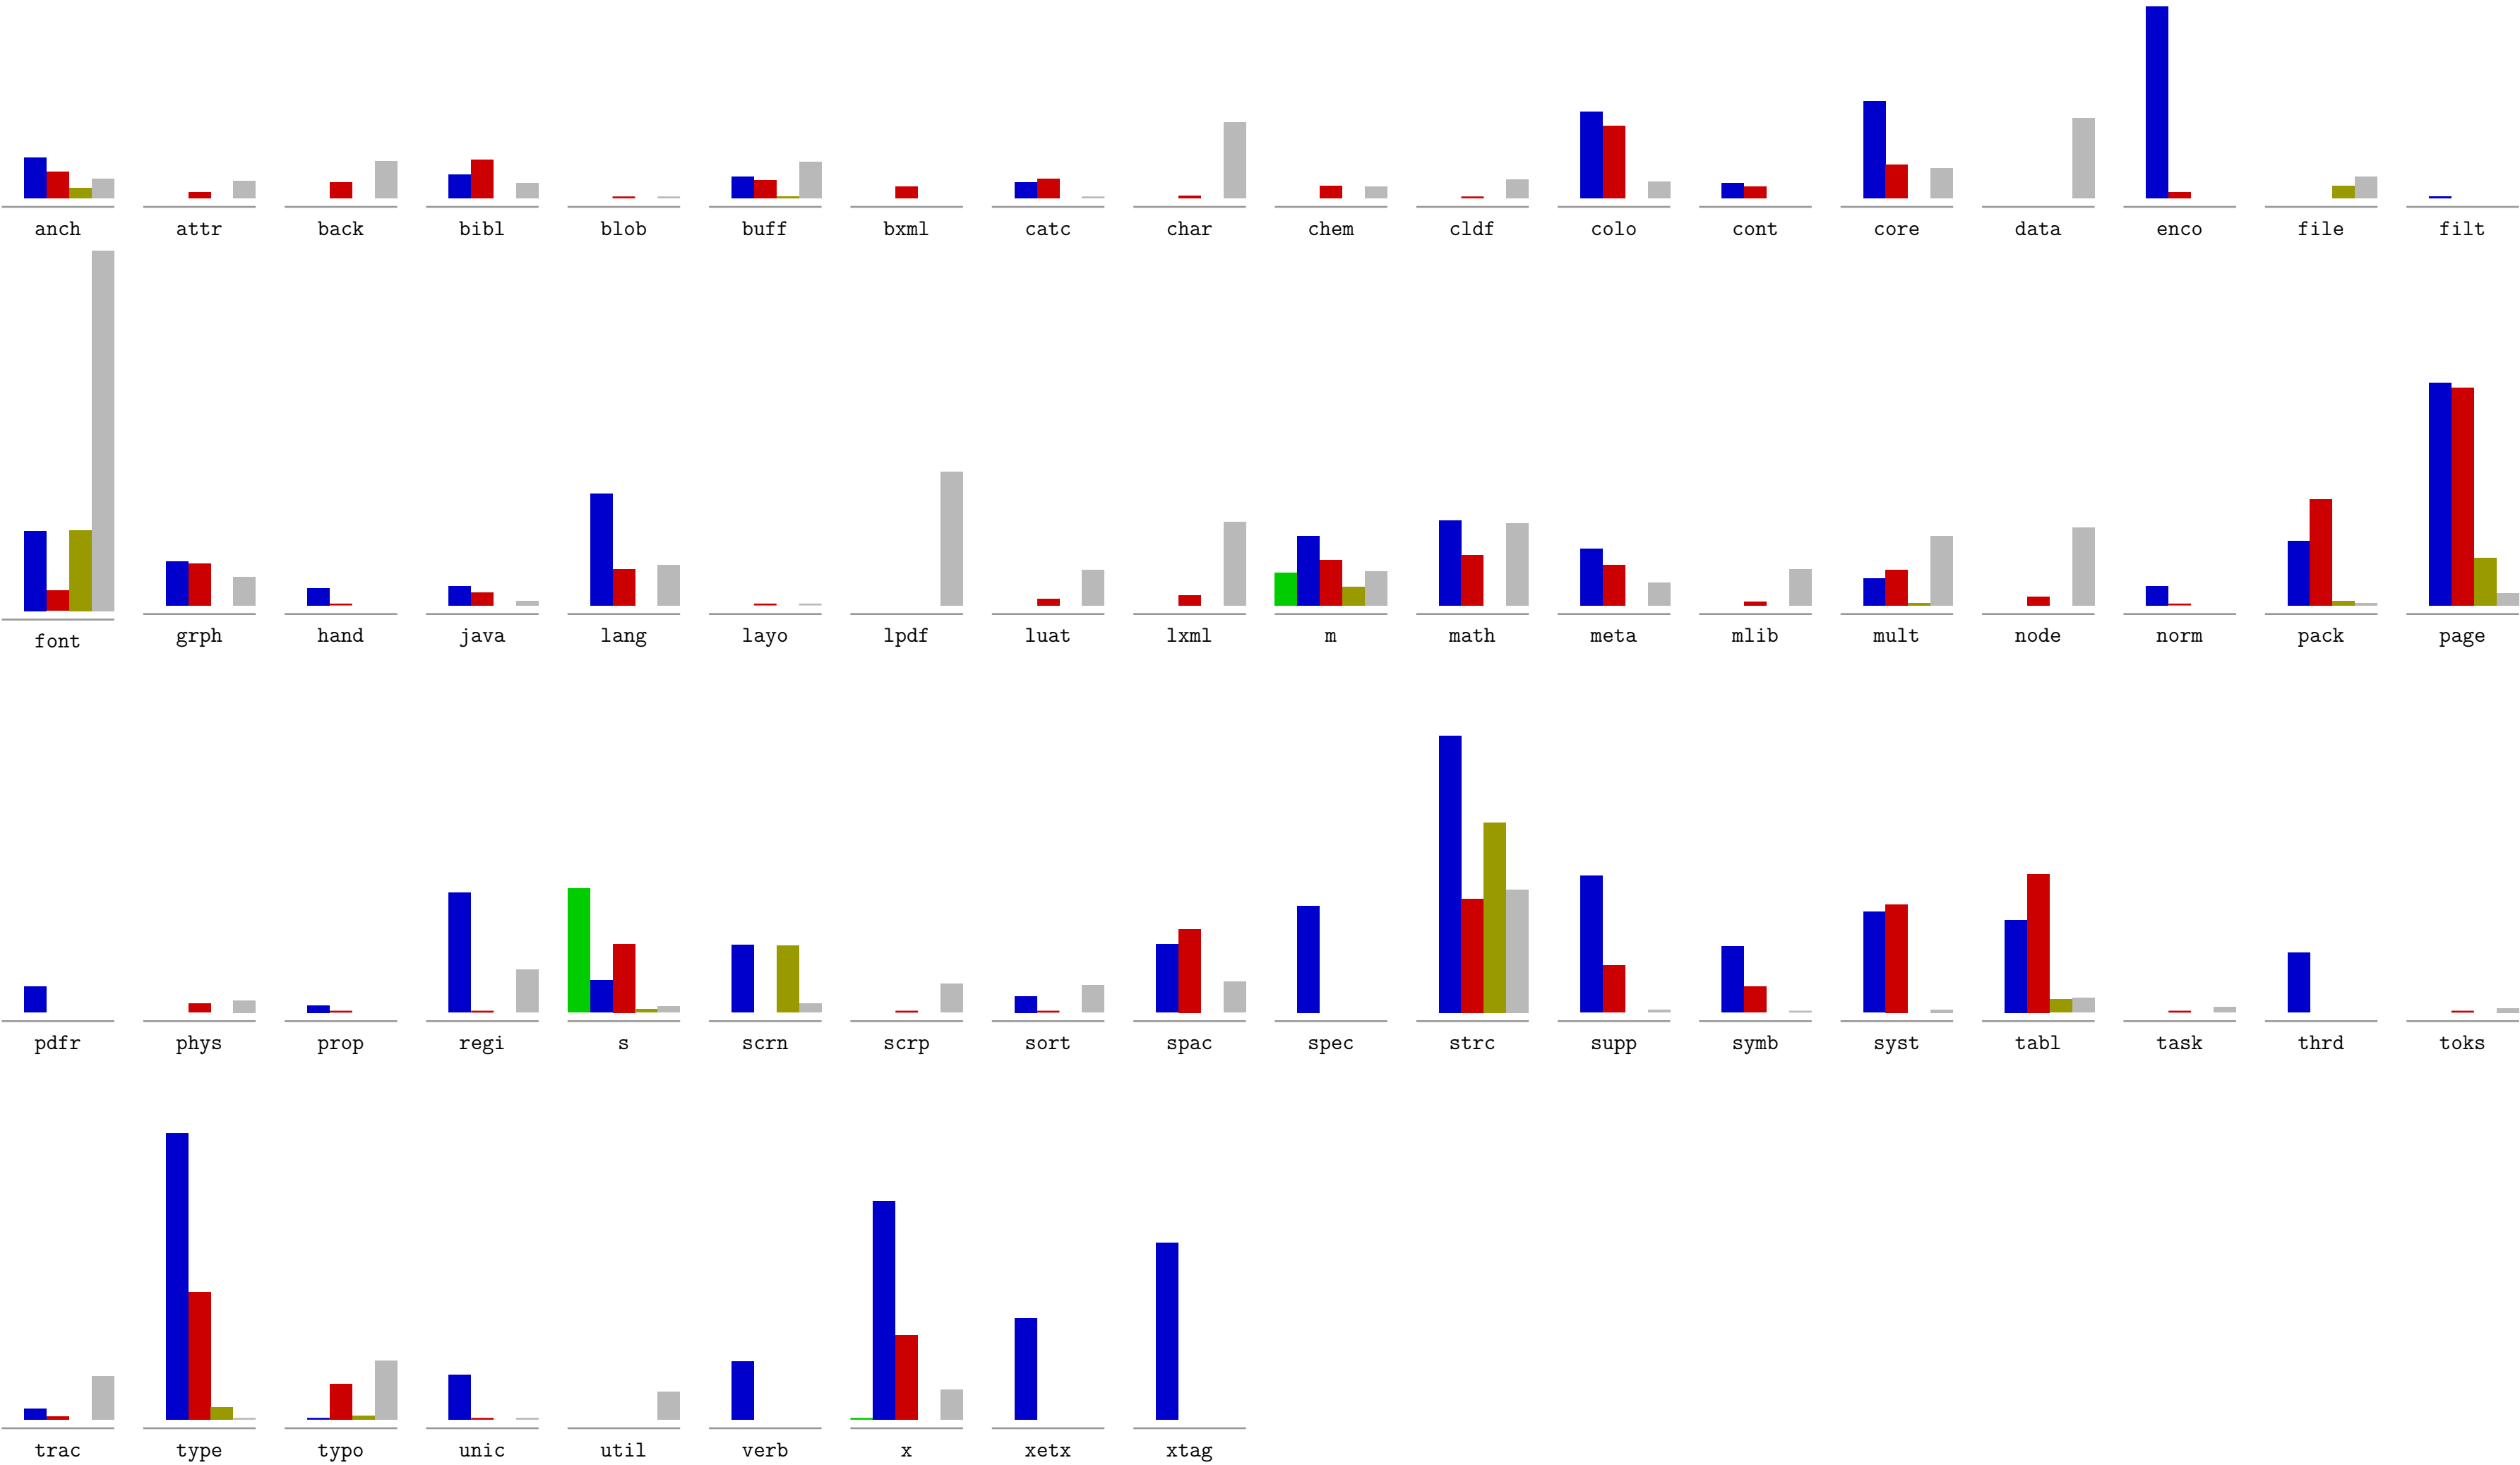 anch attr back bibl blob buff bxml catc char chem cldf colo cont core data enco file filt
font grph hand java lang layo lpdf luat lxml m math meta mlib mult node norm pack page
pdfr phys prop regi s scrn scrp sort spac spec strc supp symb syst tabl task thrd toks
trac type typo unic util verb x xetx xtag